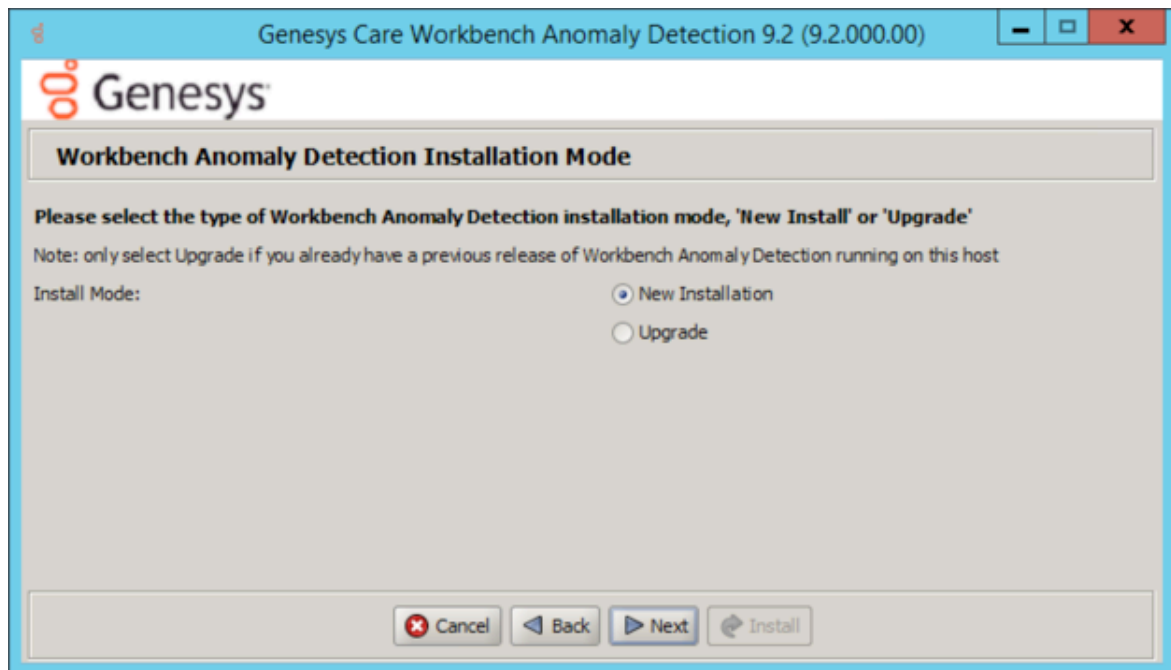 Genesys Care Workbench Anomaly Detection 9.2 (9.2.000.00)
Genesys
Workbench Anomaly Detection Installation Mode
Please select the type of Workbench Anomaly Detection installation mode, 'New Install' or 'Upgrade'
Note: only select Upgrade if you already have a previous release of Workbench Anomaly Detection running on this host
Install Mode:
New Installation
Upgrade
Cancel Back Next Install